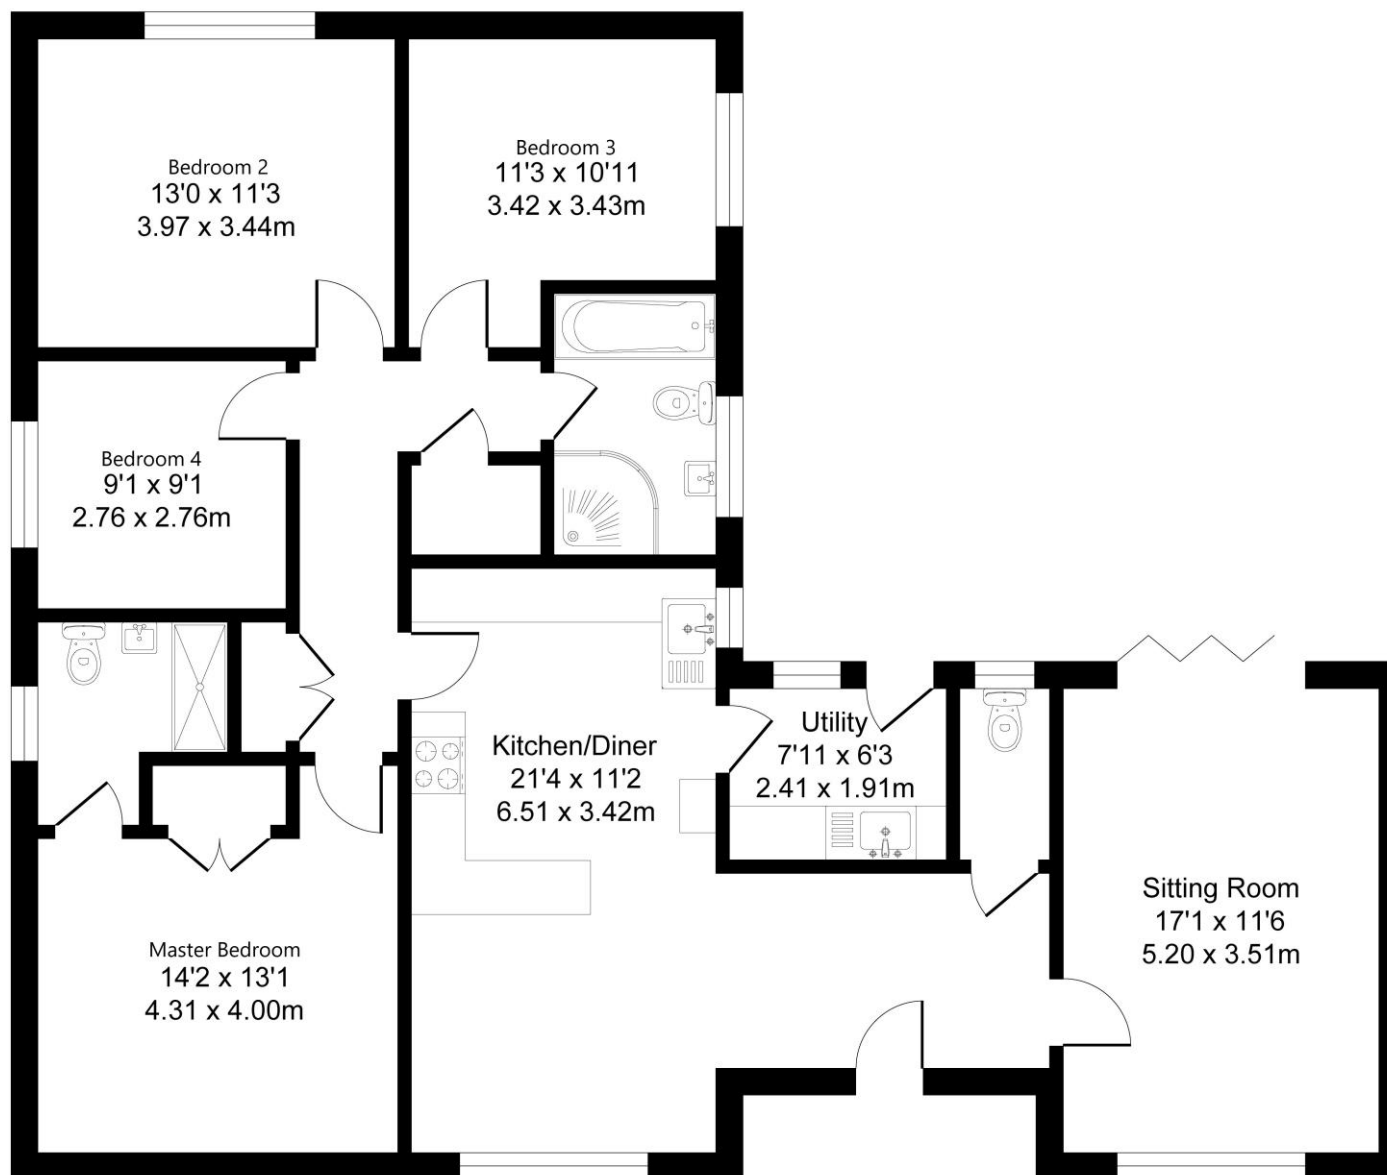 Bedroom 2
13'0 x 11'3
3.97 x 3.44m
Bedroom 3
11'3 x 10'11
3.42 x 3.43m
Bedroom 4
9'1 x 9'1
2.76 x 2.76m
Kitchen/Diner
21'4 x 11'2
6.51 x 3.42m
Utility
7'11 x 6'3
2.41 x 1.91m
Sitting Room
17'1 x 11'6
5.20 x 3.51m
Master Bedroom
14'2 x 13'1
4.31 x 4.00m